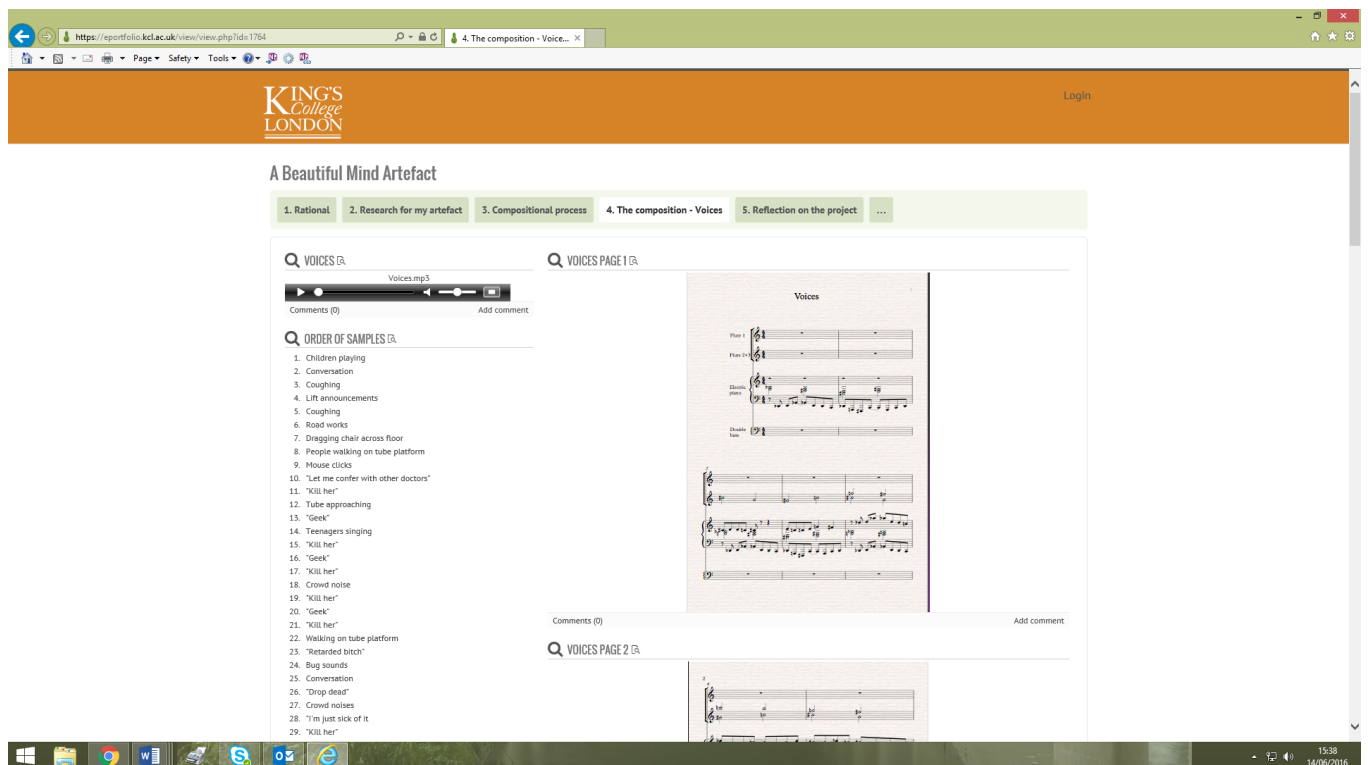 https://eportfolio.kcl.ac.uk/view/view.php?id=1764
4. The composition - Voice...
Page
Safety
Tools
KING'S
College
LONDON
Login
A Beautiful Mind Artefact
1. Rational
2. Research for my artefact
3. Compositional process
4. The composition - Voices
5. Reflection on the project
...
VOICES
Voices.mp3
Comments (0)
Add comment
ORDER OF SAMPLES
1. Children playing
2. Conversation
3. Coughing
4. Lift announcements
5. Coughing
6. Road works
7. Dragging chair across floor
8. People walking on tube platform
9. Mouse clicks
10. "Let me confer with other doctors"
11. "Kill her"
12. Tube approaching
13. "Geek"
14. Teenagers singing
15. "Kill her"
16. "Geek"
17. "Kill her"
18. Crowd noise
19. "Kill her"
20. "Geek"
21. "Kill her"
22. Walking on tube platform
23. "Retarded bitch"
24. Bug sounds
25. Conversation
26. "Drop dead"
27. Crowd noises
28. "I'm just sick of it
29. "Kill her"
VOICES PAGE 1
Voices
Flute 1
Flute 2+3
Electric
piano
Double
bass
Comments (0)
Add comment
VOICES PAGE 2
2
15:38
14/06/2016